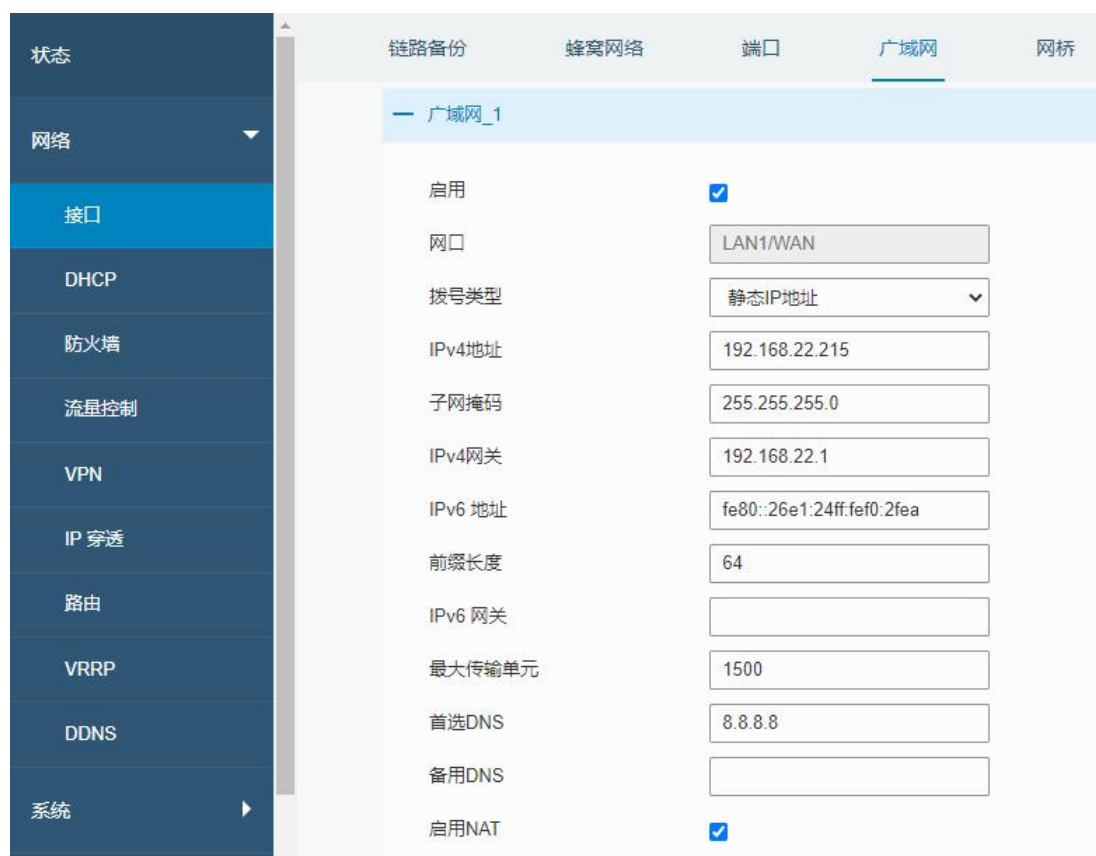 状态
网络
接口
DHCP
防火墙
流量控制
VPN
IP 穿透
路由
VRRP
DDNS
系统
链路备份 蜂窝网络 端口 广域网 网桥
— 广域网_1
启用
网口 LAN1/WAN
拨号类型 静态IP地址
IPv4地址 192.168.22.215
子网掩码 255.255.255.0
IPv4网关 192.168.22.1
IPv6 地址 fe80::26e1:24ff:fef0:2fea
前缀长度 64
IPv6 网关
最大传输单元 1500
首选DNS 8.8.8.8
备用DNS
启用NAT